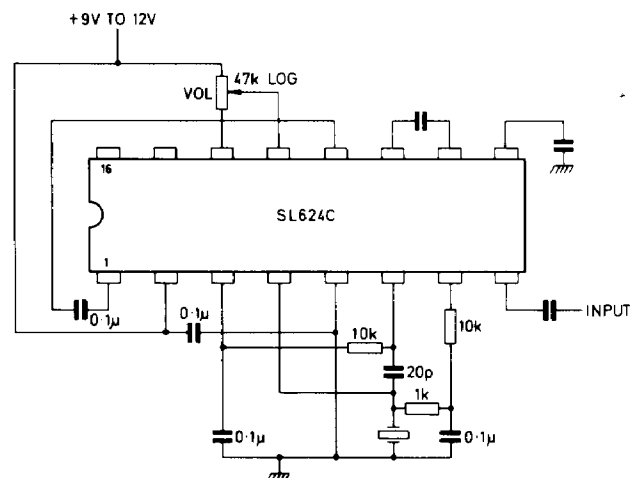 +9V TO 12V
47k LOG
VOL
16
SL624C
1
0·1µ
0·1µ
INPUT
10k
10k
20p
1k
0·1µ
0·1µ